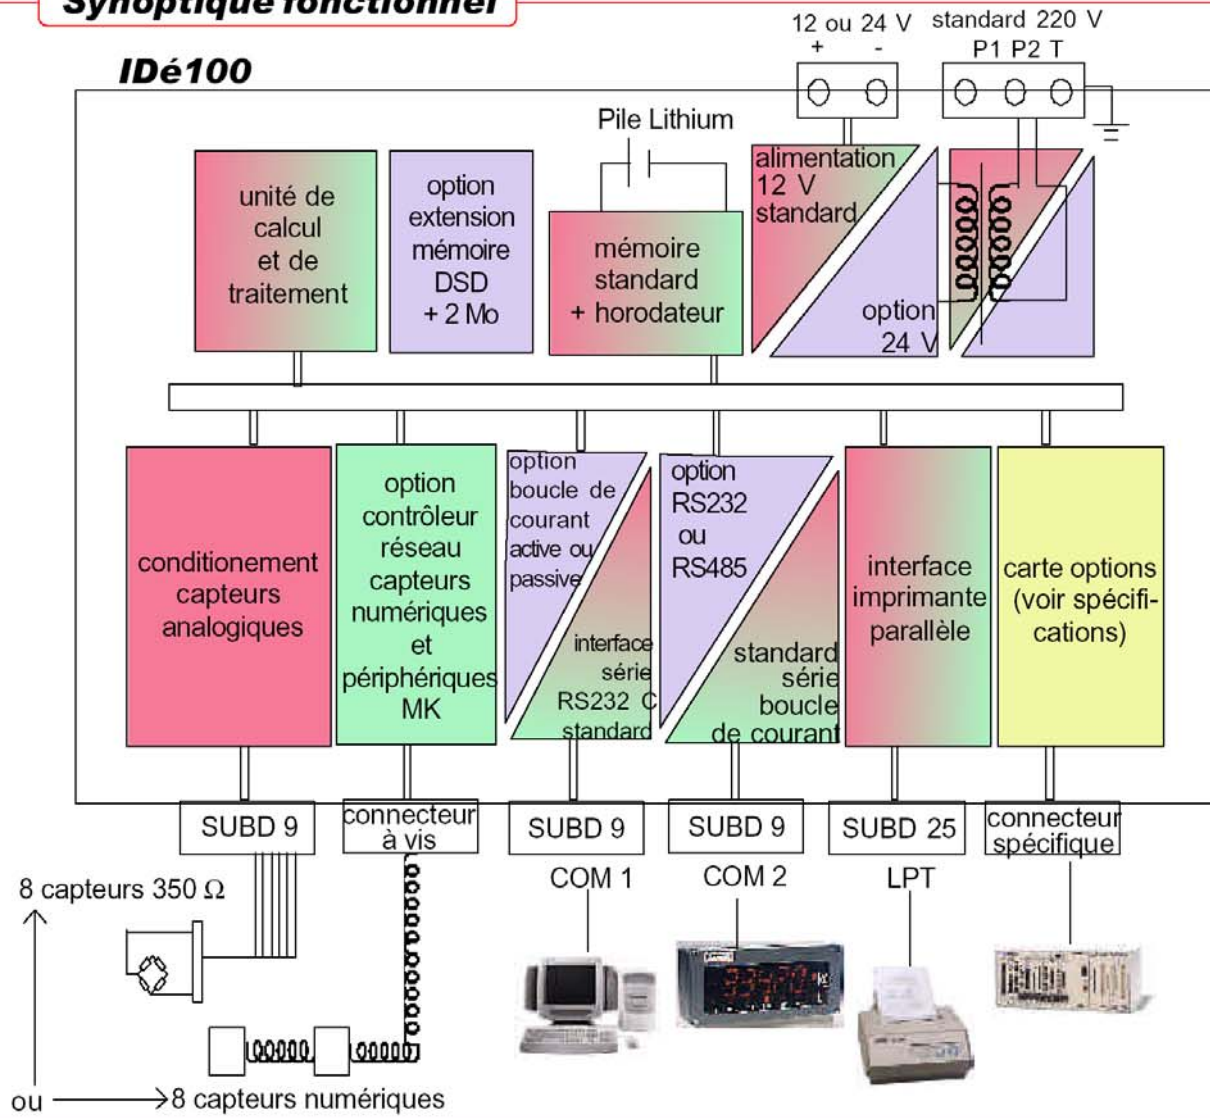 Synoptique fonctionnel
IDé100
12 ou 24 V
+ -
standard 220 V
P1 P2 T
Pile Lithium
unité de
calcul
et de
traitement
option
extension
mémoire
DSD
+ 2 Mo
mémoire
standard
+ horodateur
alimentation
12 V
standard
option
24 V
conditionement
capteurs
analogiques
option
contrôleur
réseau
capteurs
numériques
et
périphériques
MK
option
boucle de
courant
active ou
passive
interface
série
RS232 C
standard
option
RS232
ou
RS485
standard
série
boucle
de courant
interface
imprimante
parallèle
carte options
(voir spécifi-
cations)
SUBD 9
connecteur
à vis
SUBD 9
SUBD 9
SUBD 25
connecteur
spécifique
COM 1
COM 2
LPT
8 capteurs 350 Ω
ou
8 capteurs numériques